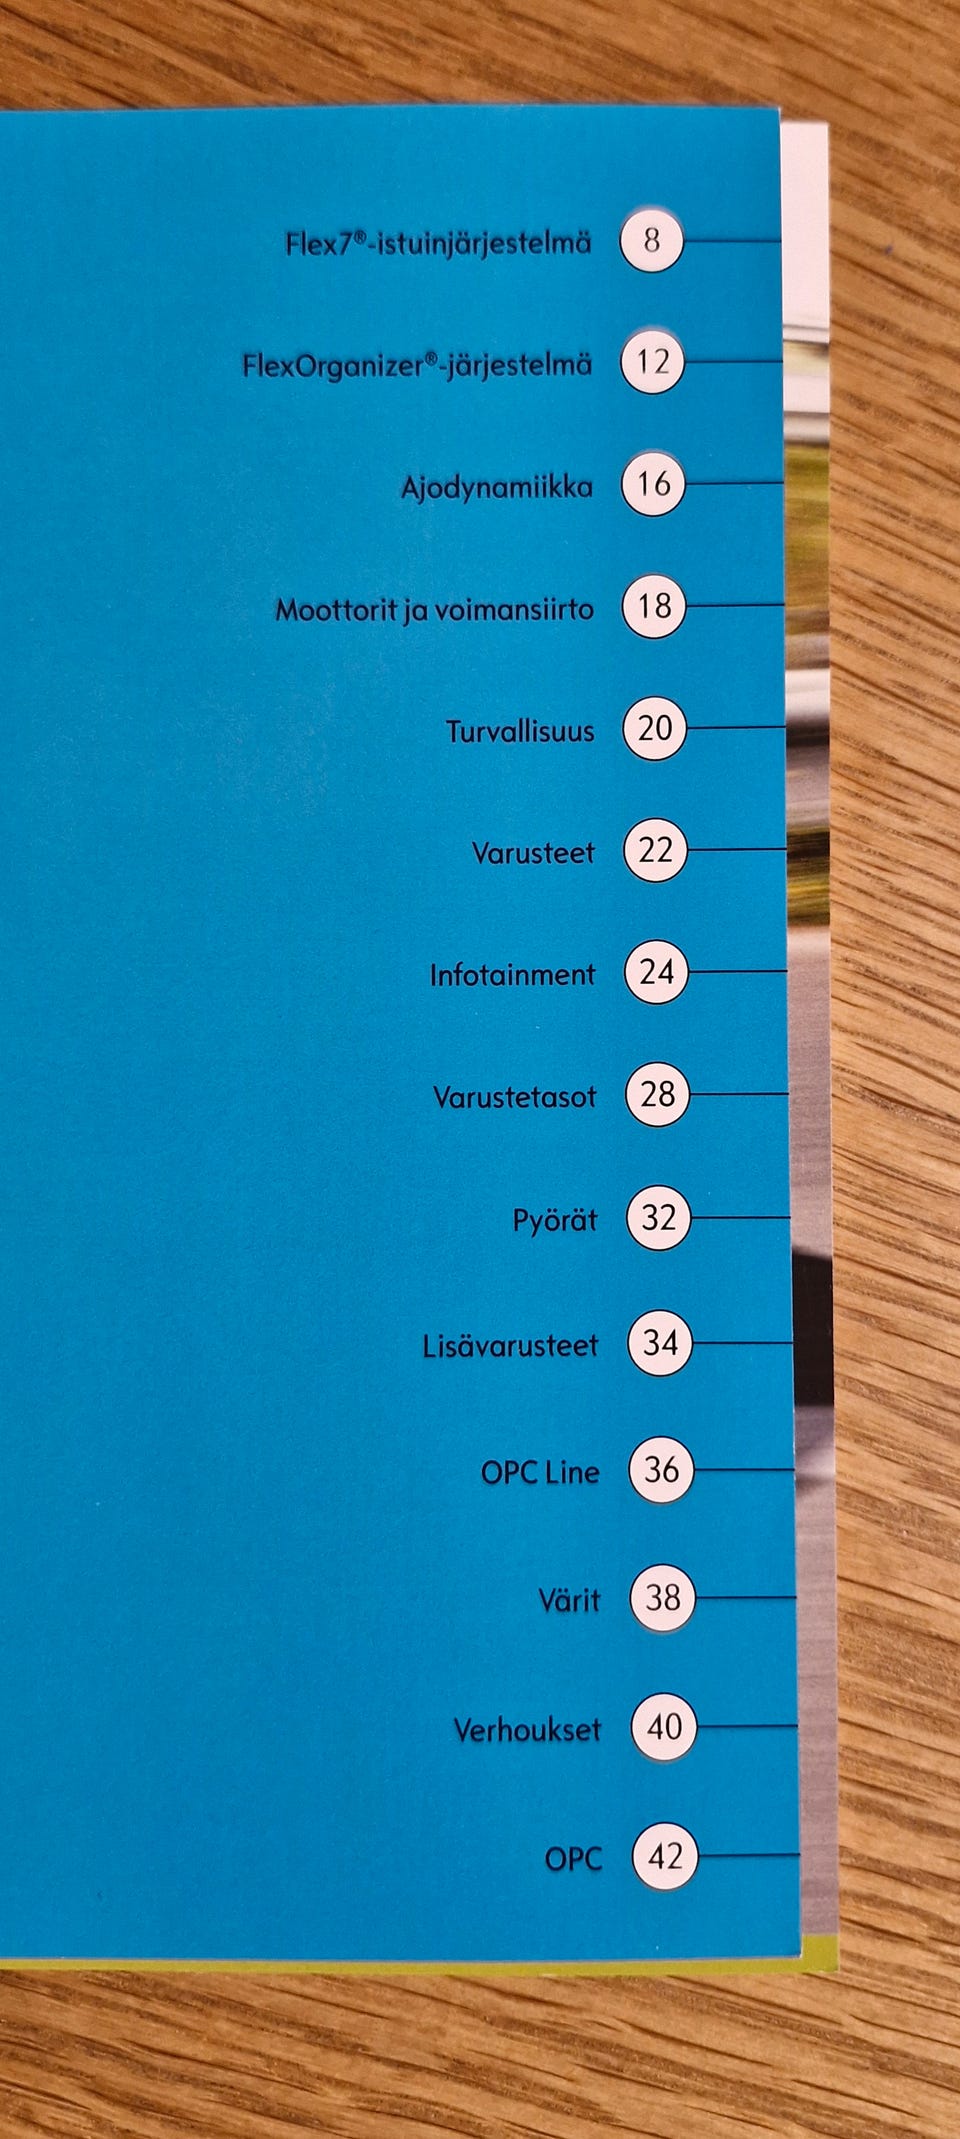 Flex7®-istuinjärjestelmä 8
FlexOrganizer®-järjestelmä 12
Ajodynamiikka 16
Moottorit ja voimansiirto 18
Turvallisuus 20
Varusteet 22
Infotainment 24
Varustetasot 28
Pyörät 32
Lisävarusteet 34
OPC Line 36
Värit 38
Verhoukset 40
OPC 42